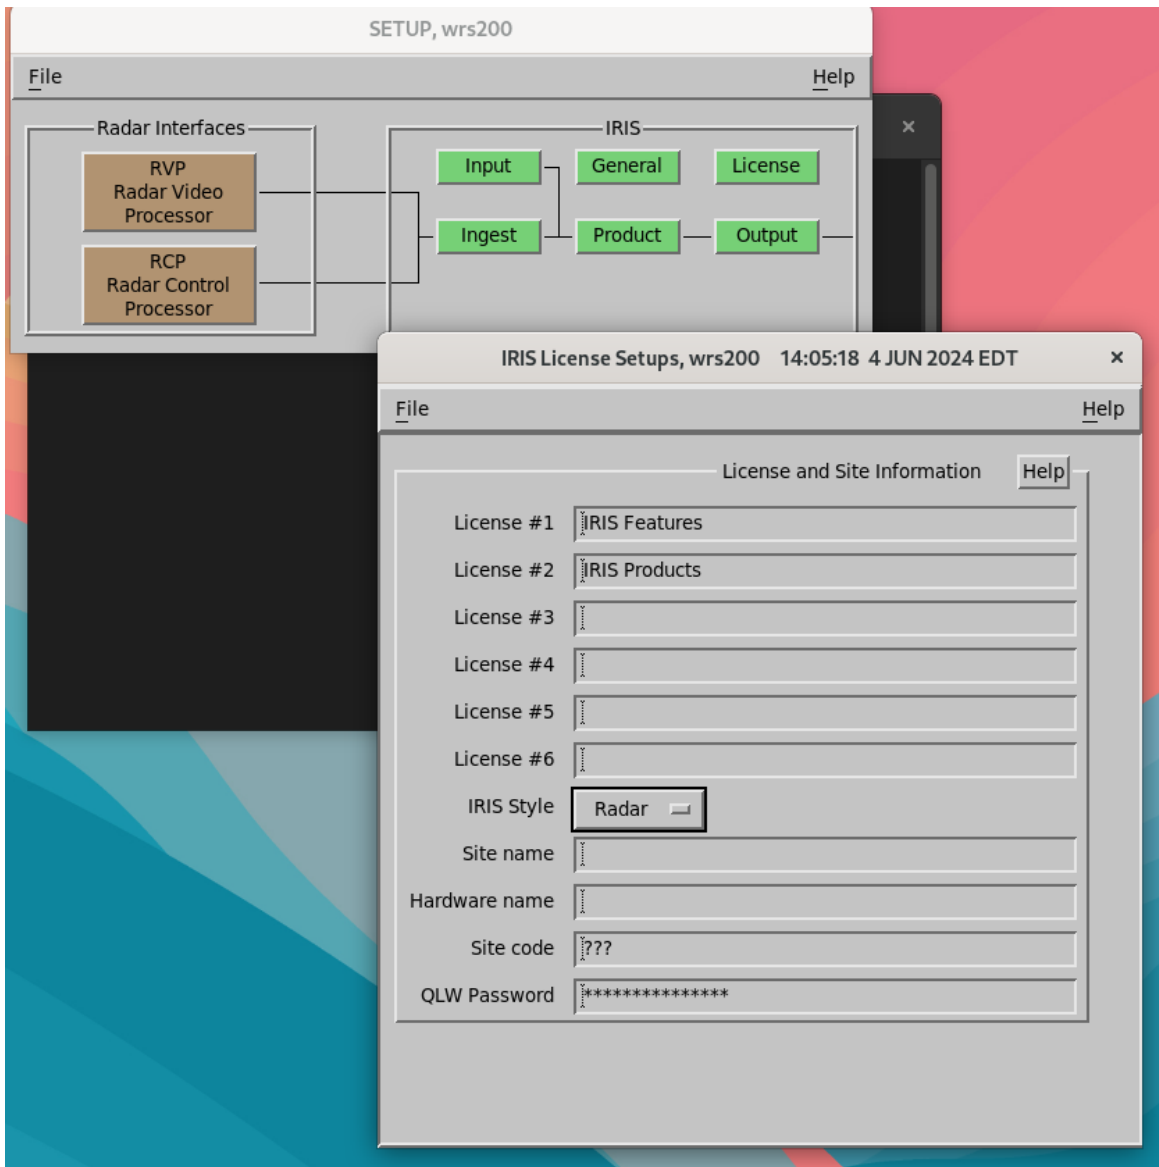 SETUP, wrs200
File Help
Radar Interfaces
RVP
Radar Video
Processor
RCP
Radar Control
Processor
IRIS
Input General License
Ingest Product Output
×
IRIS License Setups, wrs200 14:05:18 4 JUN 2024 EDT ×
File Help
License and Site Information Help
License #1 IRIS Features
License #2 IRIS Products
License #3
License #4
License #5
License #6
IRIS Style Radar
Site name
Hardware name
Site code ???
QLW Password ***************